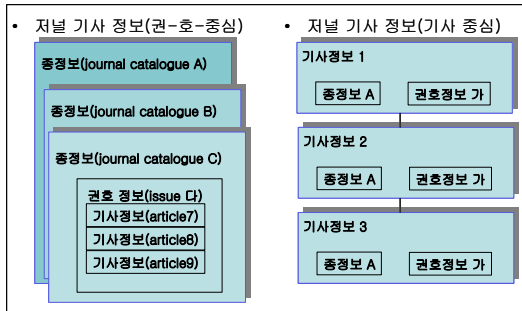 • 저널 기사 정보(권-호-중심)
종정보(journal catalogue A)
종정보(journal catalogue B)
종정보(journal catalogue C)
권호 정보(issue 다)
기사정보(article7)
기사정보(article8)
기사정보(article9)
• 저널 기사 정보(기사 중심)
기사정보 1
종정보 A
권호정보 가
기사정보 2
종정보 A
권호정보 가
기사정보 3
종정보 A
권호정보 가